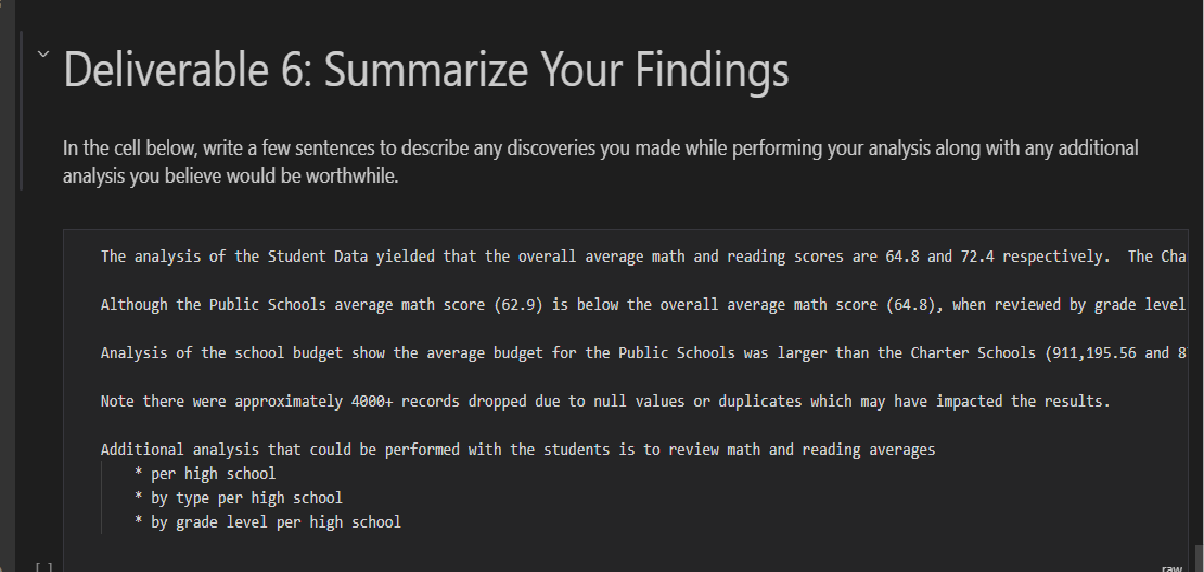 Deliverable 6: Summarize Your Findings
In the cell below, write a few sentences to describe any discoveries you made while performing your analysis along with any additional
analysis you believe would be worthwhile.
The analysis of the Student Data yielded that the overall average math and reading scores are 64.8 and 72.4 respectively.  The Cha
Although the Public Schools average math score (62.9) is below the overall average math score (64.8), when reviewed by grade level
Analysis of the school budget show the average budget for the Public Schools was larger than the Charter Schools (911,195.56 and 8
Note there were approximately 4000+ records dropped due to null values or duplicates which may have impacted the results.
Additional analysis that could be performed with the students is to review math and reading averages
* per high school
* by type per high school
* by grade level per high school
[ ]
raw